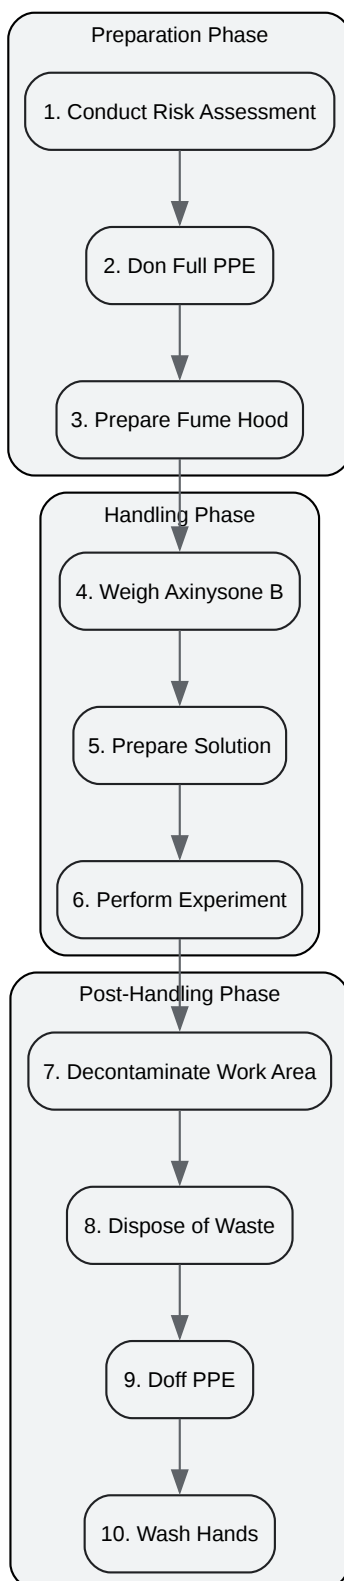 Preparation Phase
1. Conduct Risk Assessment
2. Don Full PPE
3. Prepare Fume Hood
Handling Phase
4. Weigh Axinysone B
5. Prepare Solution
6. Perform Experiment
Post-Handling Phase
7. Decontaminate Work Area
8. Dispose of Waste
9. Doff PPE
10. Wash Hands